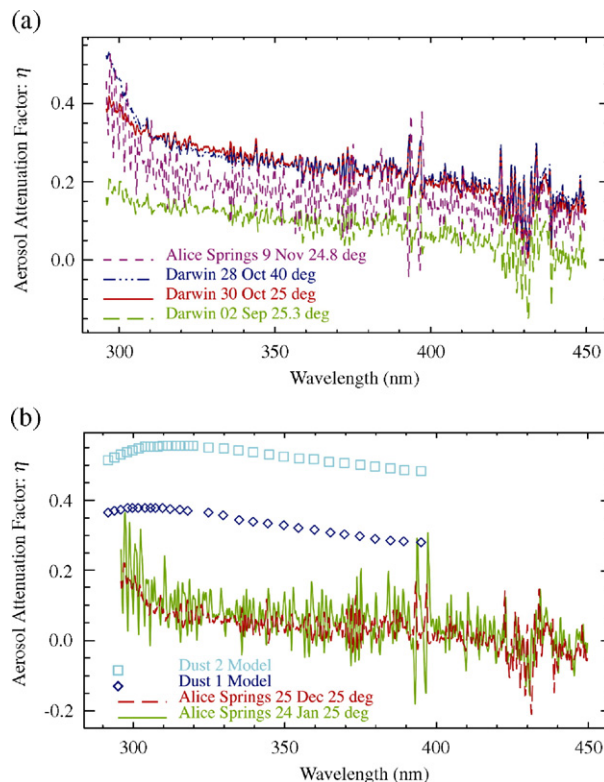 (a)
Aerosol Attenuation Factor: η
0.4
0.2
0.0
Alice Springs 9 Nov 24.8 deg
Darwin 28 Oct 40 deg
Darwin 30 Oct 25 deg
Darwin 02 Sep 25.3 deg
300
350
400
450
Wavelength (nm)
(b)
Aerosol Attenuation Factor: η
0.4
0.2
0.0
-0.2
Dust 2 Model
Dust 1 Model
Alice Springs 25 Dec 25 deg
Alice Springs 24 Jan 25 deg
300
350
400
450
Wavelength (nm)